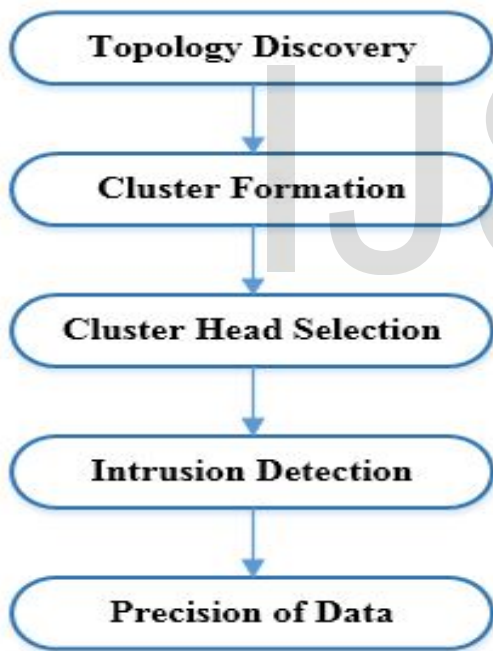 Topology Discovery
Cluster Formation
Cluster Head Selection
Intrusion Detection
Precision of Data